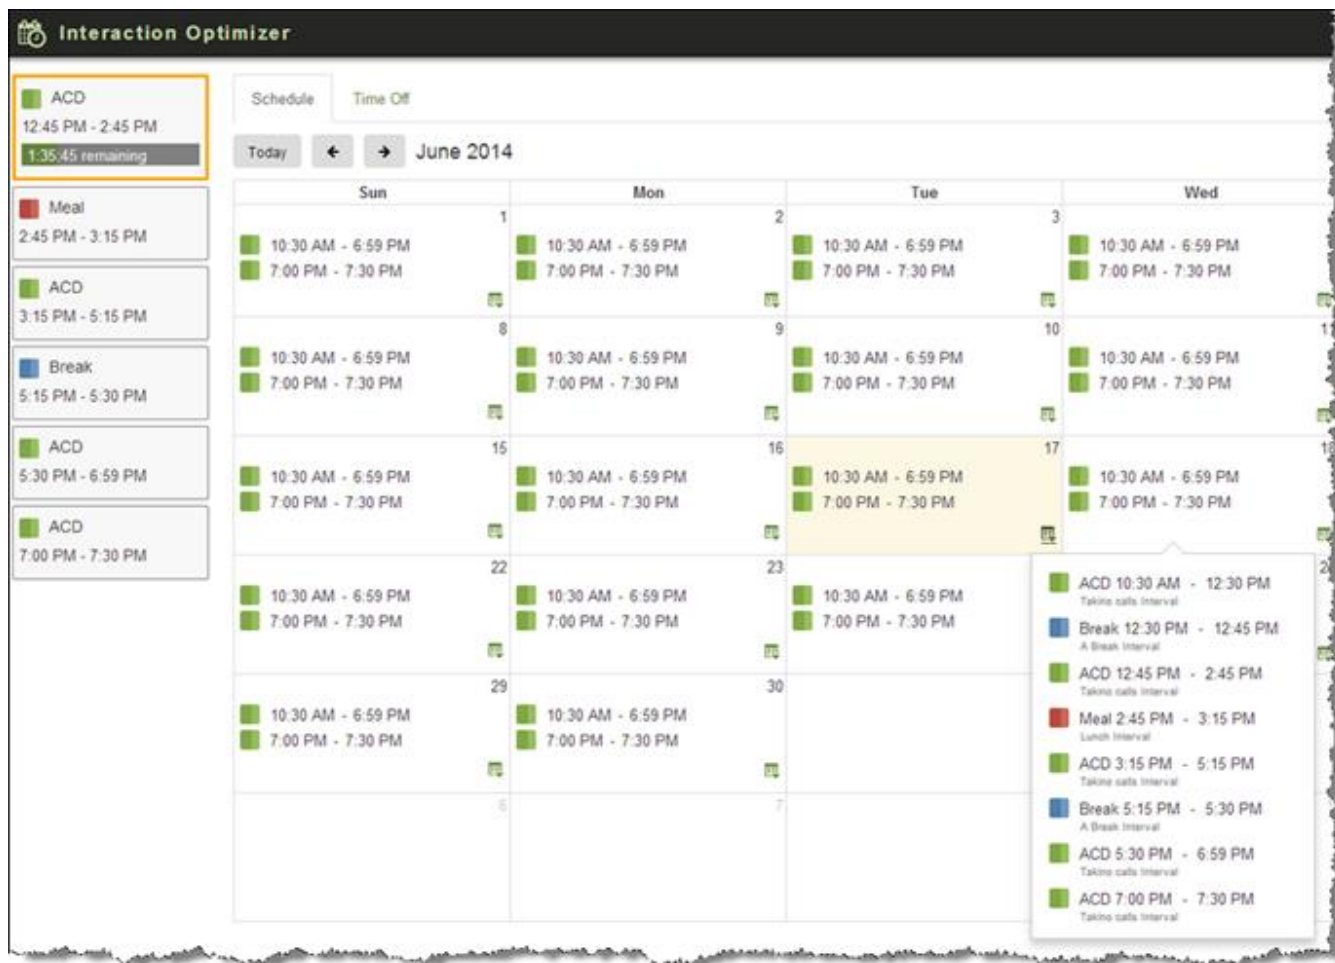 Interaction Optimizer
ACD
12:45 PM - 2:45 PM
1:35:45 remaining
Meal
2:45 PM - 3:15 PM
ACD
3:15 PM - 5:15 PM
Break
5:15 PM - 5:30 PM
ACD
5:30 PM - 6:59 PM
ACD
7:00 PM - 7:30 PM
Schedule Time Off
Today June 2014
Sun Mon Tue Wed
1 2 3
10:30 AM - 6:59 PM 10:30 AM - 6:59 PM 10:30 AM - 6:59 PM 10:30 AM - 6:59 PM
7:00 PM - 7:30 PM 7:00 PM - 7:30 PM 7:00 PM - 7:30 PM 7:00 PM - 7:30 PM
8 9 10
10:30 AM - 6:59 PM 10:30 AM - 6:59 PM 10:30 AM - 6:59 PM 10:30 AM - 6:59 PM
7:00 PM - 7:30 PM 7:00 PM - 7:30 PM 7:00 PM - 7:30 PM 7:00 PM - 7:30 PM
15 16 17
10:30 AM - 6:59 PM 10:30 AM - 6:59 PM 10:30 AM - 6:59 PM 10:30 AM - 6:59 PM
7:00 PM - 7:30 PM 7:00 PM - 7:30 PM 7:00 PM - 7:30 PM 7:00 PM - 7:30 PM
22 23
10:30 AM - 6:59 PM 10:30 AM - 6:59 PM 10:30 AM - 6:59 PM
7:00 PM - 7:30 PM 7:00 PM - 7:30 PM 7:00 PM - 7:30 PM
29 30
10:30 AM - 6:59 PM 10:30 AM - 6:59 PM
7:00 PM - 7:30 PM 7:00 PM - 7:30 PM
6 7
ACD 10:30 AM - 12:30 PM
Taking calls Interval
Break 12:30 PM - 12:45 PM
A Break Interval
ACD 12:45 PM - 2:45 PM
Taking calls Interval
Meal 2:45 PM - 3:15 PM
Lunch Interval
ACD 3:15 PM - 5:15 PM
Taking calls Interval
Break 5:15 PM - 5:30 PM
A Break Interval
ACD 5:30 PM - 6:59 PM
Taking calls Interval
ACD 7:00 PM - 7:30 PM
Taking calls Interval